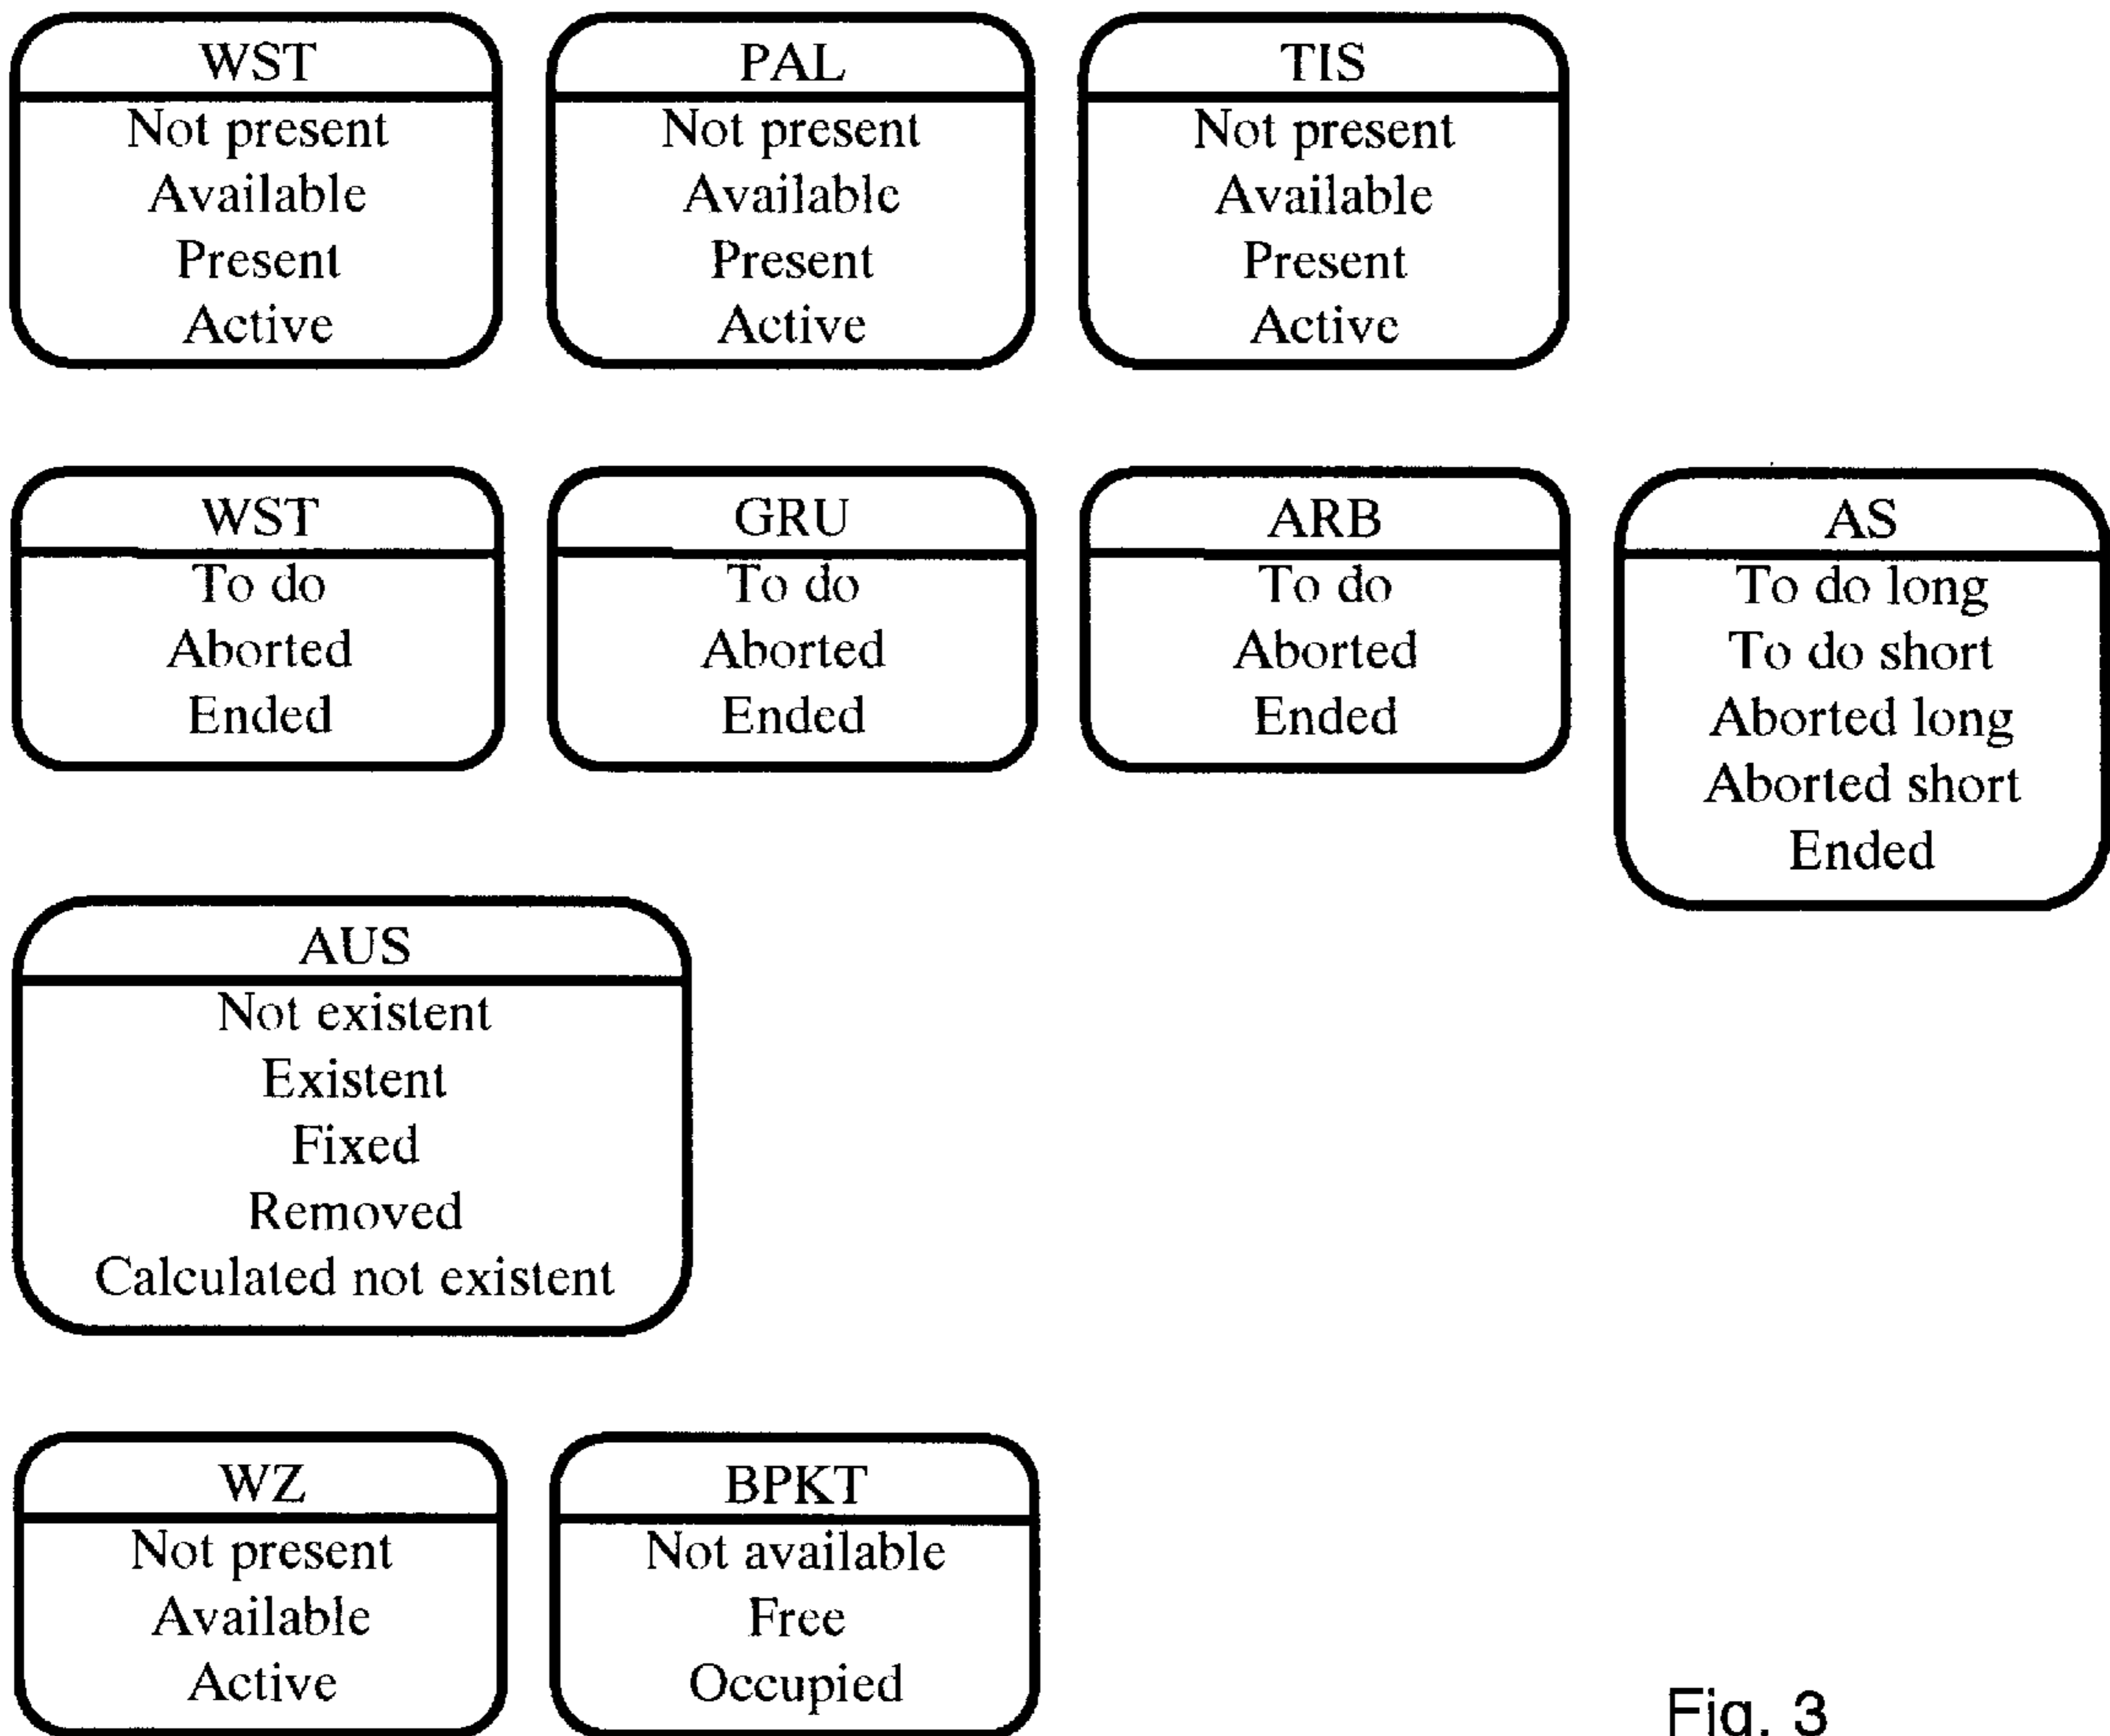 WST
Not present
Available
Present
Active
PAL
Not present
Available
Present
Active
TIS
Not present
Available
Present
Active
WST
To do
Aborted
Ended
GRU
To do
Aborted
Ended
ARB
To do
Aborted
Ended
AS
To do long
To do short
Aborted long
Aborted short
Ended
AUS
Not existent
Existent
Fixed
Removed
Calculated not existent
WZ
Not present
Available
Active
BPKT
Not available
Free
Occupied
Fig. 3